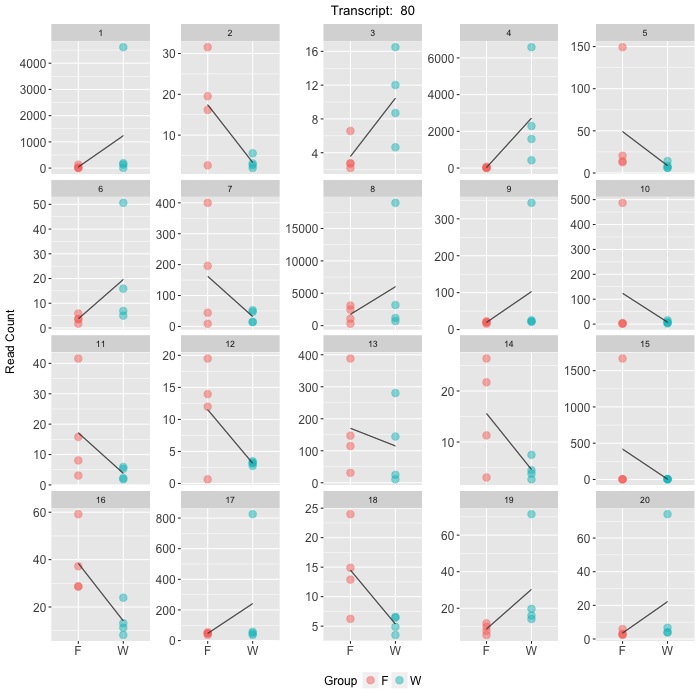 Transcript: 80
1 2 3 4 5
4000 3000 2000 1000 0
30 20 10
16 12 8 4
6000 4000 2000 0
150 100 50 0
6 7 8 9 10
50 40 30 20 10 0
400 300 200 100 0
15000 10000 5000 0
300 200 100 0
500 400 300 200 100 0
Read Count
11 12 13 14 15
40 30 20 10 0
20 15 10 5 0
400 300 200 100 0
20 10
1500 1000 500 0
16 17 18 19 20
60 40 20
800 600 400 200 0
25 20 15 10 5
60 40 20
60 40 20 0
F W F W F W F W F W
Group F W